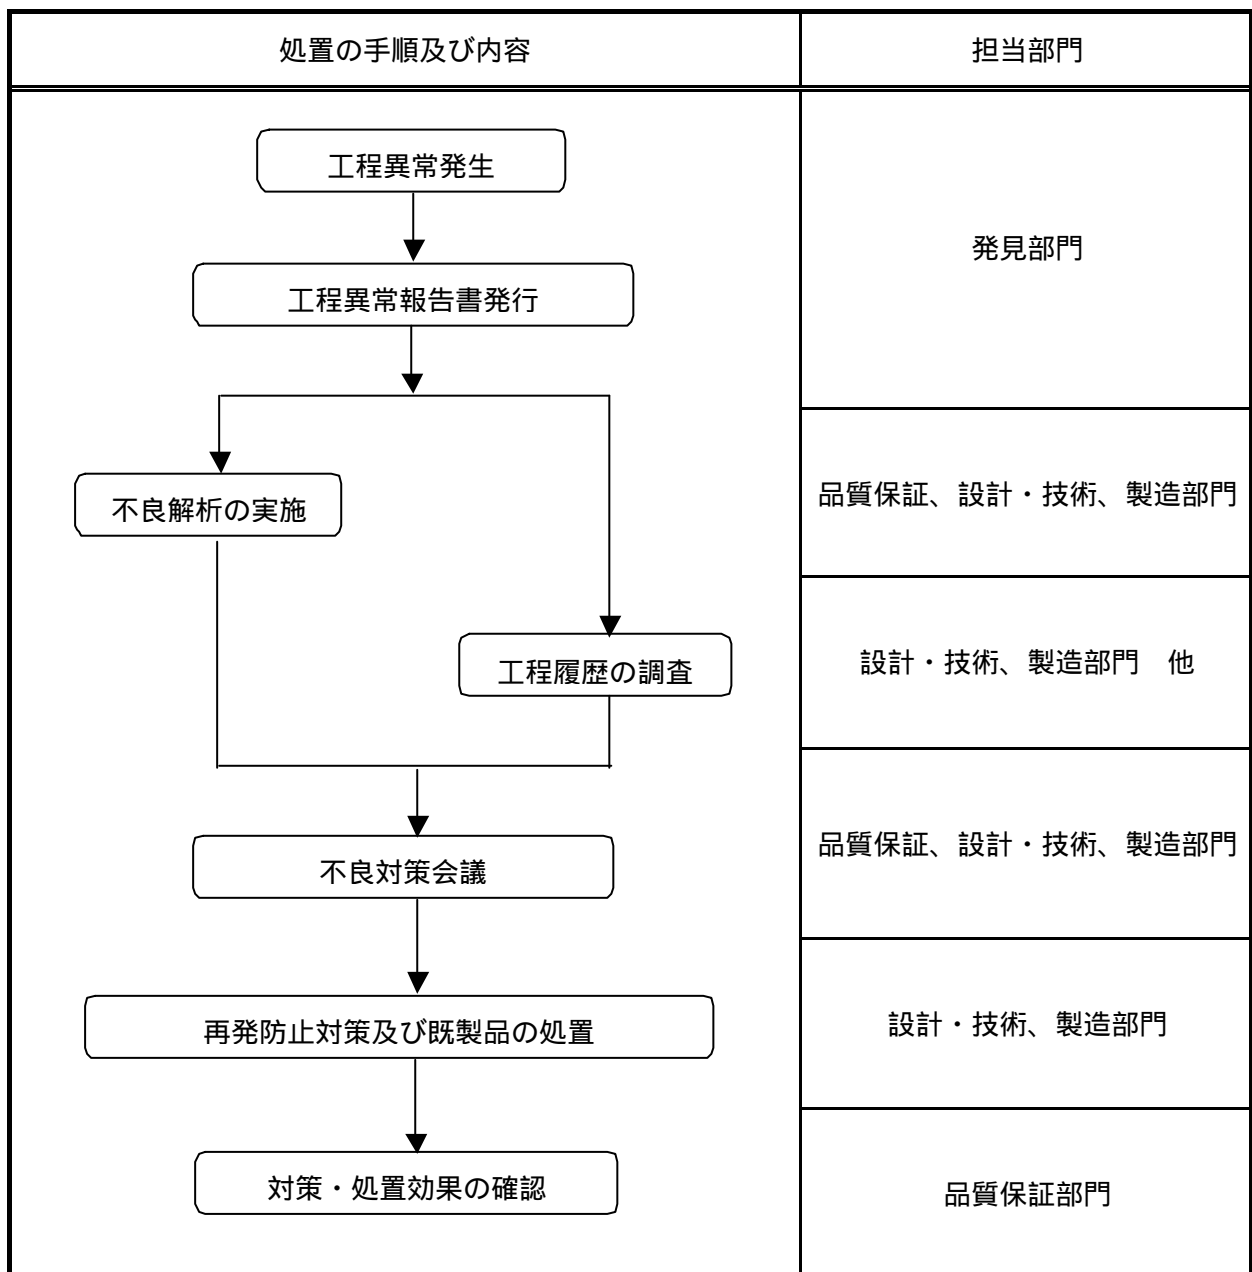 処置の手順及び内容
担当部門
工程異常発生
発見部門
工程異常報告書発行
品質保証、設計・技術、製造部門
不良解析の実施
設計・技術、製造部門　他
工程履歴の調査
品質保証、設計・技術、製造部門
不良対策会議
設計・技術、製造部門
再発防止対策及び既製品の処置
対策・処置効果の確認
品質保証部門